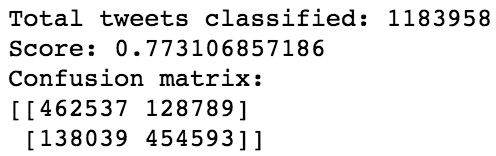 Total tweets classified: 1183958
Score: 0.773106857186
Confusion matrix:
[[462537 128789]
 [138039 454593]]